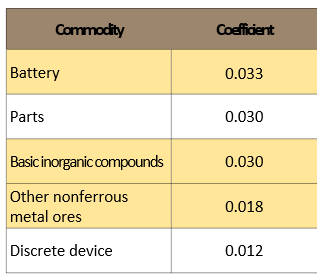 Commodity Coefficient
Battery 0.033
Parts 0.030
Basic inorganic compounds 0.030
Other nonferrous
metal ores 0.018
Discrete device 0.012